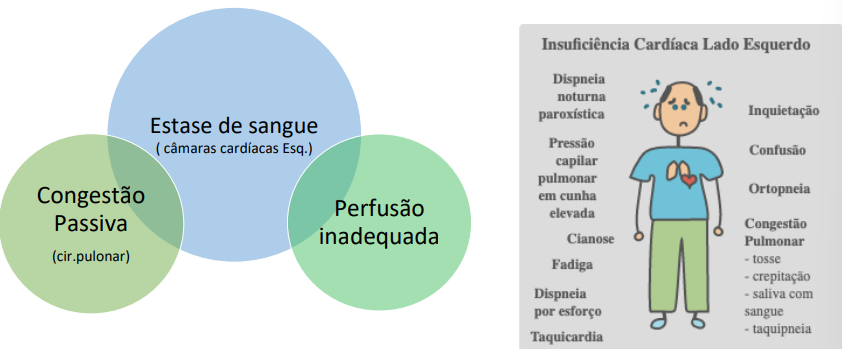 Estase de sangue
( câmaras cardíacas Esq.)
Congestão
Passiva
(cir.pulonar)
Perfusão
inadequada
Insuficiência Cardíaca Lado Esquerdo
Dispneia
noturna
paroxística
Pressão
capilar
pulmonar
em cunha
elevada
Cianose
Fadiga
Dispneia
por esforço
Taquicardia
Inquietação
Confusão
Ortopneia
Congestão
Pulmonar
- tosse
- crepitação
- saliva com
sangue
- taquipneia